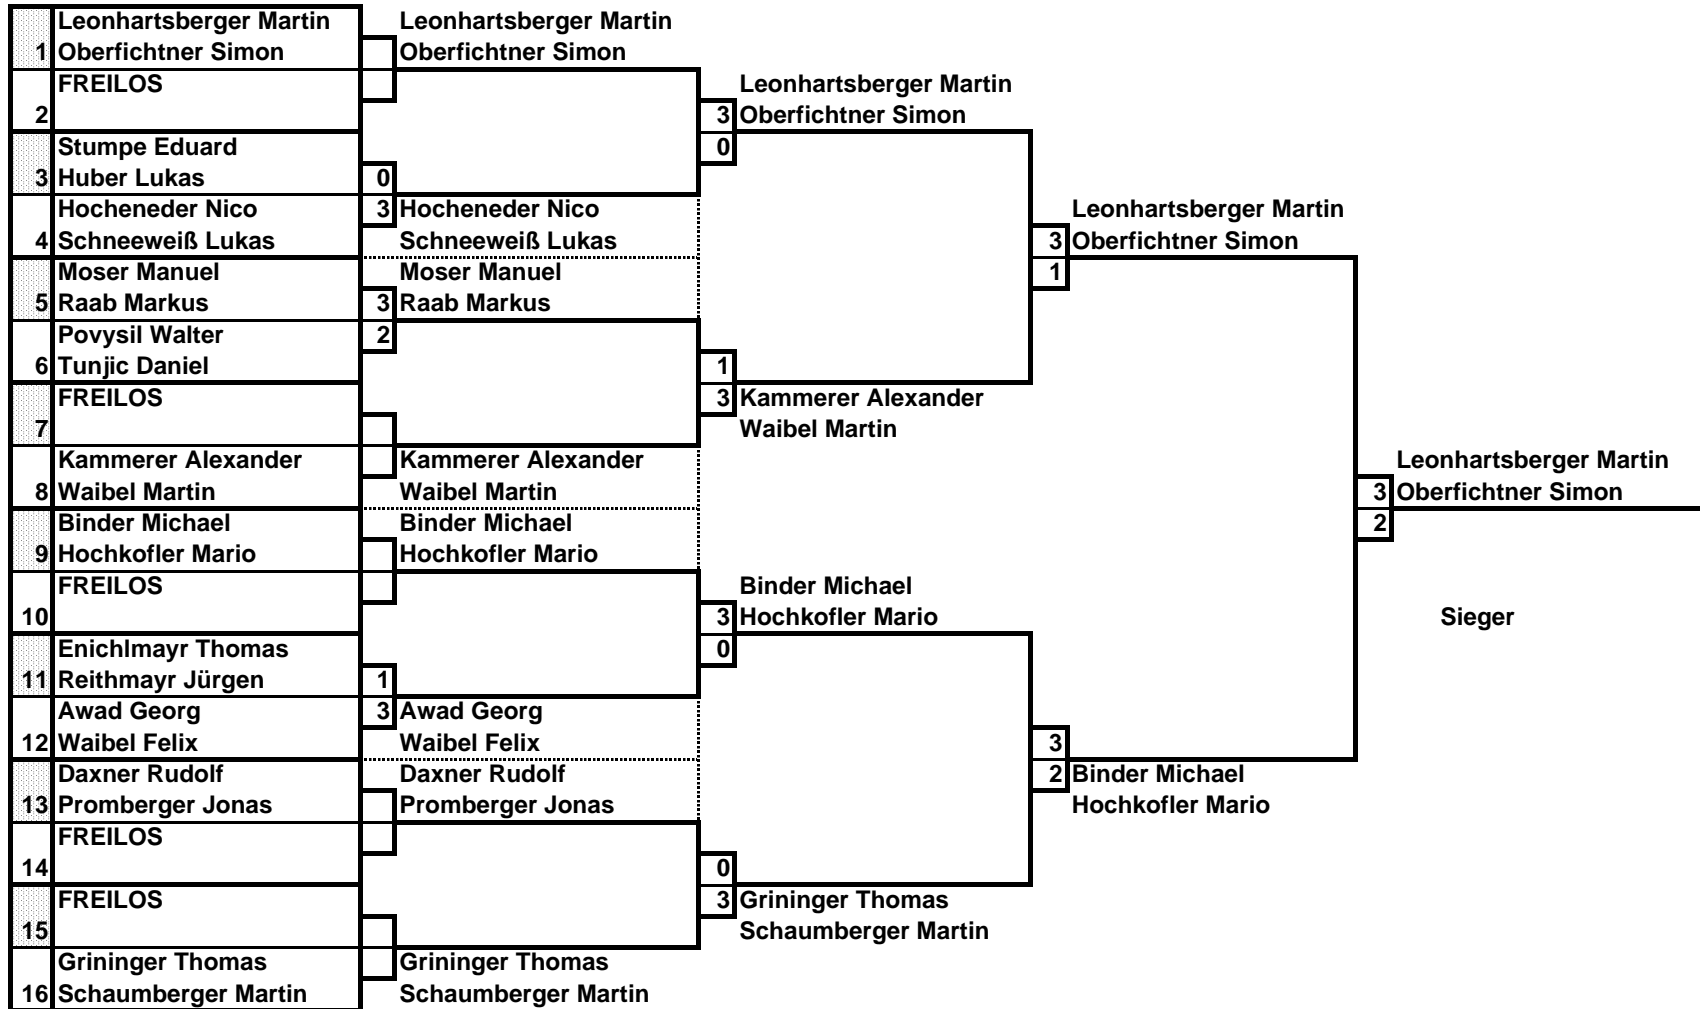 Leonhartsberger Martin Leonhartsberger Martin
1 Oberfichtner Simon Oberfichtner Simon
FREILOS Leonhartsberger Martin
2 3 Oberfichtner Simon
Stumpe Eduard 0
3 Huber Lukas 0
Hocheneder Nico 3 Hocheneder Nico Leonhartsberger Martin
4 Schneeweiß Lukas Schneeweiß Lukas 3 Oberfichtner Simon
Moser Manuel Moser Manuel 1
5 Raab Markus 3 Raab Markus
Povysil Walter 2
6 Tunjic Daniel 1
FREILOS 3 Kammerer Alexander
7 Waibel Martin
Kammerer Alexander Kammerer Alexander Leonhartsberger Martin
8 Waibel Martin Waibel Martin 3 Oberfichtner Simon
Binder Michael Binder Michael 2
9 Hochkofler Mario Hochkofler Mario
FREILOS Binder Michael
10 3 Hochkofler Mario Sieger
Enichlmayr Thomas 0
11 Reithmayr Jürgen 1
Awad Georg 3 Awad Georg
12 Waibel Felix Waibel Felix 3
Daxner Rudolf Daxner Rudolf 2 Binder Michael
13 Promberger Jonas Promberger Jonas Hochkofler Mario
FREILOS
14 0
FREILOS 3 Grininger Thomas
15 Schaumberger Martin
Grininger Thomas Grininger Thomas
16 Schaumberger Martin Schaumberger Martin